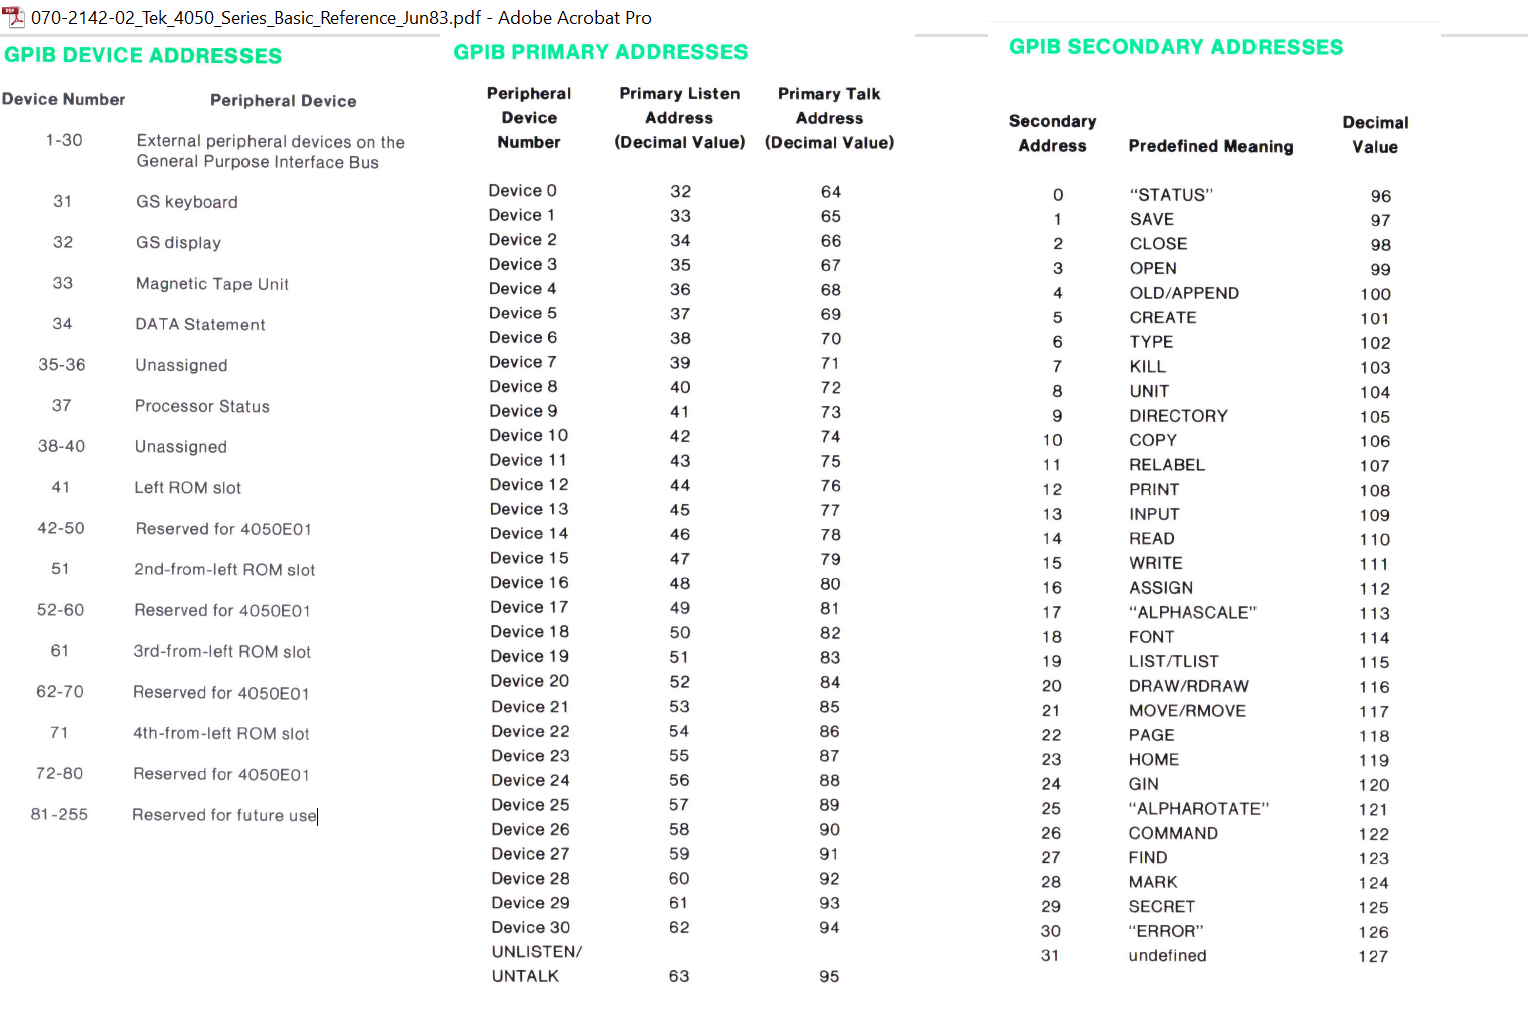 070-2142-02_Tek_4050_Series_Basic_Reference_Jun83.pdf - Adobe Acrobat Pro
GPIB DEVICE ADDRESSES
Device Number Peripheral Device
1-30 External peripheral devices on the
General Purpose Interface Bus
31 GS keyboard
32 GS display
33 Magnetic Tape Unit
34 DATA Statement
35-36 Unassigned
37 Processor Status
38-40 Unassigned
41 Left ROM slot
42-50 Reserved for 4050E01
51 2nd-from-left ROM slot
52-60 Reserved for 4050E01
61 3rd-from-left ROM slot
62-70 Reserved for 4050E01
71 4th-from-left ROM slot
72-80 Reserved for 4050E01
81-255 Reserved for future use
GPIB PRIMARY ADDRESSES
Peripheral Primary Listen Primary Talk
Device Address Address
Number (Decimal Value) (Decimal Value)
Device 0 32 64
Device 1 33 65
Device 2 34 66
Device 3 35 67
Device 4 36 68
Device 5 37 69
Device 6 38 70
Device 7 39 71
Device 8 40 72
Device 9 41 73
Device 10 42 74
Device 11 43 75
Device 12 44 76
Device 13 45 77
Device 14 46 78
Device 15 47 79
Device 16 48 80
Device 17 49 81
Device 18 50 82
Device 19 51 83
Device 20 52 84
Device 21 53 85
Device 22 54 86
Device 23 55 87
Device 24 56 88
Device 25 57 89
Device 26 58 90
Device 27 59 91
Device 28 60 92
Device 29 61 93
Device 30 62 94
UNLISTEN/
UNTALK 63 95
GPIB SECONDARY ADDRESSES
Secondary Decimal
Address Predefined Meaning Value
0 "STATUS" 96
1 SAVE 97
2 CLOSE 98
3 OPEN 99
4 OLD/APPEND 100
5 CREATE 101
6 TYPE 102
7 KILL 103
8 UNIT 104
9 DIRECTORY 105
10 COPY 106
11 RELABEL 107
12 PRINT 108
13 INPUT 109
14 READ 110
15 WRITE 111
16 ASSIGN 112
17 "ALPHASCALE" 113
18 FONT 114
19 LIST/TLIST 115
20 DRAW/RDRAW 116
21 MOVE/RMOVE 117
22 PAGE 118
23 HOME 119
24 GIN 120
25 "ALPHAROTATE" 121
26 COMMAND 122
27 FIND 123
28 MARK 124
29 SECRET 125
30 "ERROR" 126
31 undefined 127